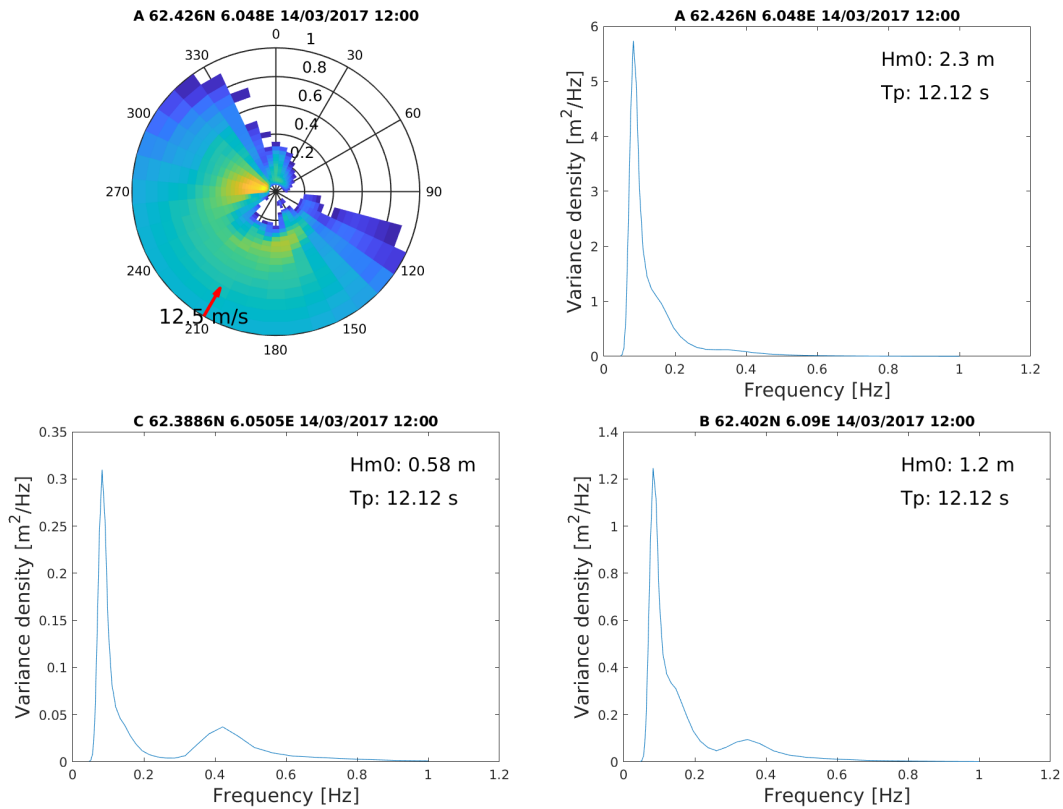 A 62.426N 6.048E 14/03/2017 12:00
0
1
30
330
0.8
0.6
60
300
0.4
0.2
270
90
240
120
12.5 m/s
210
150
180
A 62.426N 6.048E 14/03/2017 12:00
Hm0: 2.3 m
Tp: 12.12 s
Variance density [m²/Hz]
6
5
4
3
2
1
0
0 0.2 0.4 0.6 0.8 1 1.2
Frequency [Hz]
C 62.3886N 6.0505E 14/03/2017 12:00
Hm0: 0.58 m
Tp: 12.12 s
Variance density [m²/Hz]
0.35
0.3
0.25
0.2
0.15
0.1
0.05
0
0 0.2 0.4 0.6 0.8 1 1.2
Frequency [Hz]
B 62.402N 6.09E 14/03/2017 12:00
Hm0: 1.2 m
Tp: 12.12 s
Variance density [m²/Hz]
1.4
1.2
1
0.8
0.6
0.4
0.2
0
0 0.2 0.4 0.6 0.8 1 1.2
Frequency [Hz]